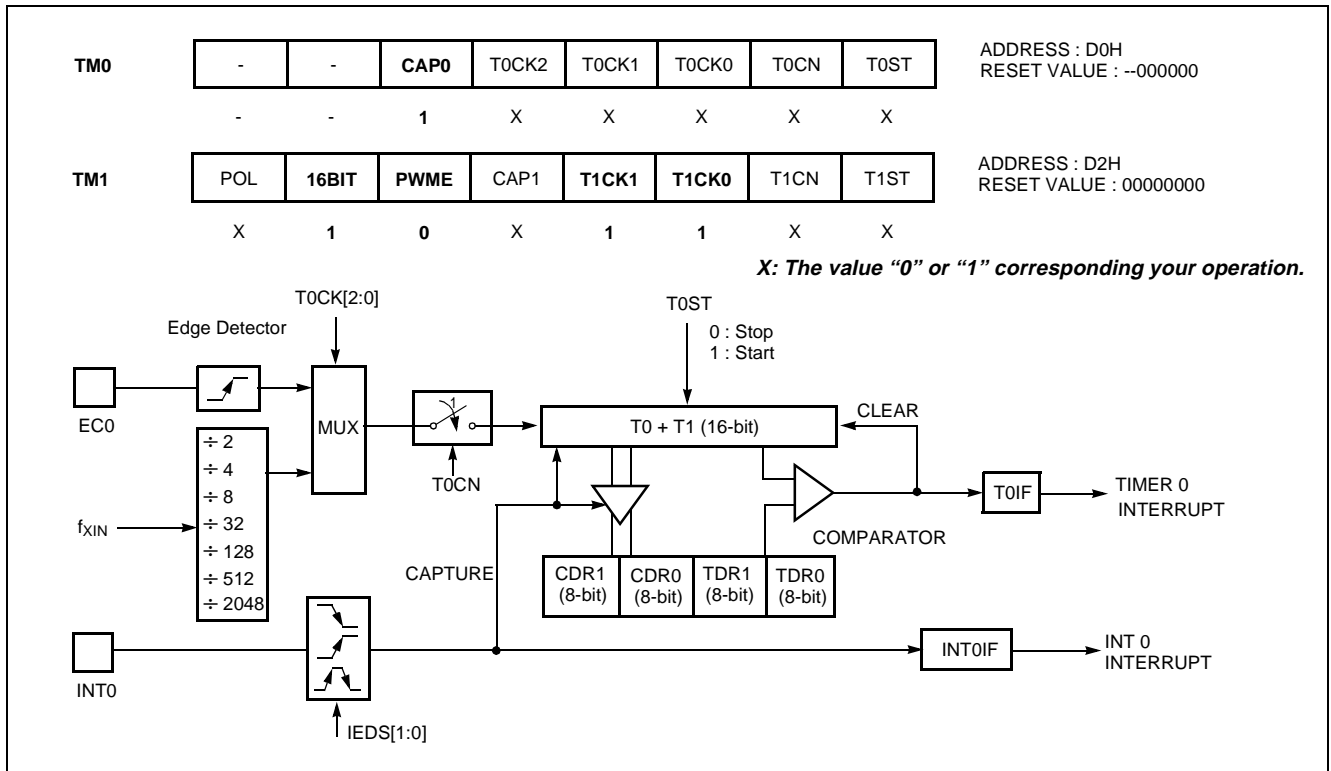 TM0 - - CAP0 T0CK2 T0CK1 T0CK0 T0CN T0ST
ADDRESS : D0H
RESET VALUE : --000000
- - 1 X X X X X
TM1 POL 16BIT PWME CAP1 T1CK1 T1CK0 T1CN T1ST
ADDRESS : D2H
RESET VALUE : 00000000
X 1 0 X 1 1 X X
X: The value “0” or “1” corresponding your operation.
T0CK[2:0]
Edge Detector
T0ST
0 : Stop
1 : Start
EC0
MUX
1
T0CN
T0 + T1 (16-bit)
CLEAR
÷ 2
÷ 4
÷ 8
÷ 32
÷ 128
÷ 512
÷ 2048
fXIN
COMPARATOR
T0IF
TIMER 0
INTERRUPT
CAPTURE
CDR1
(8-bit)
CDR0
(8-bit)
TDR1
(8-bit)
TDR0
(8-bit)
INT0
IEDS[1:0]
INT0IF
INT 0
INTERRUPT